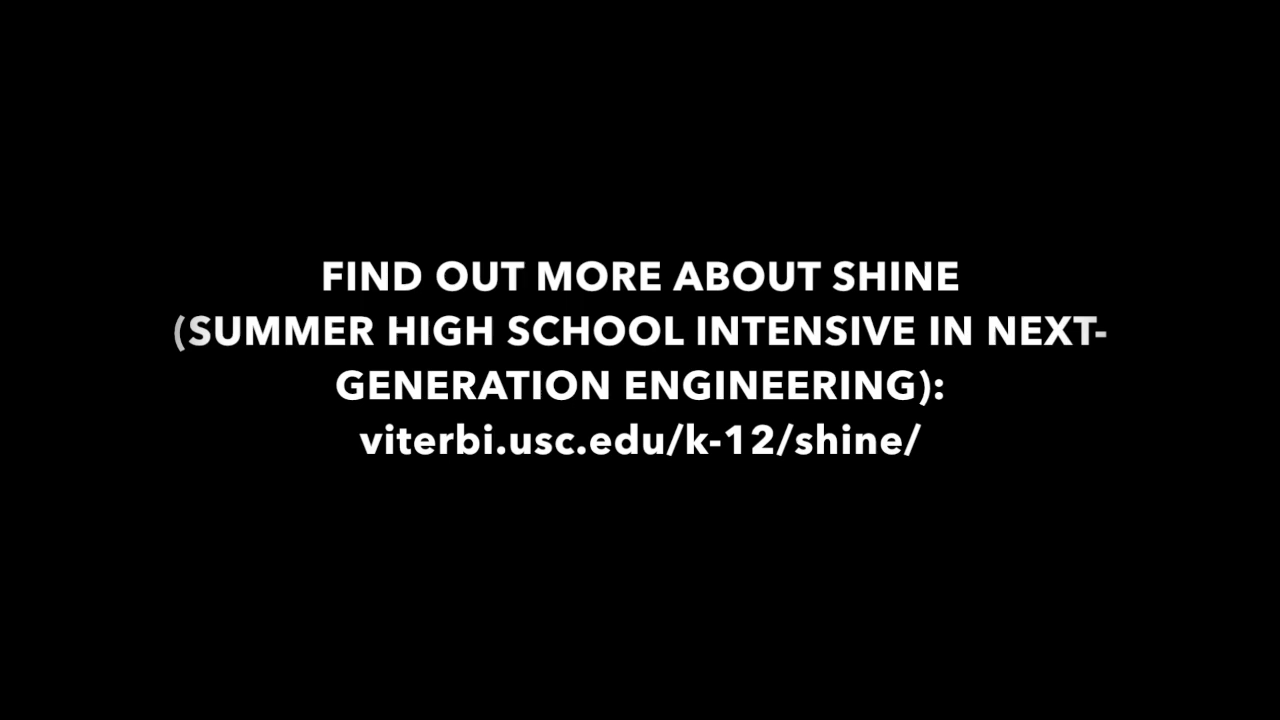 FIND OUT MORE ABOUT SHINE
(SUMMER HIGH SCHOOL INTENSIVE IN NEXT-
GENERATION ENGINEERING):
viterbi.usc.edu/k-12/shine/